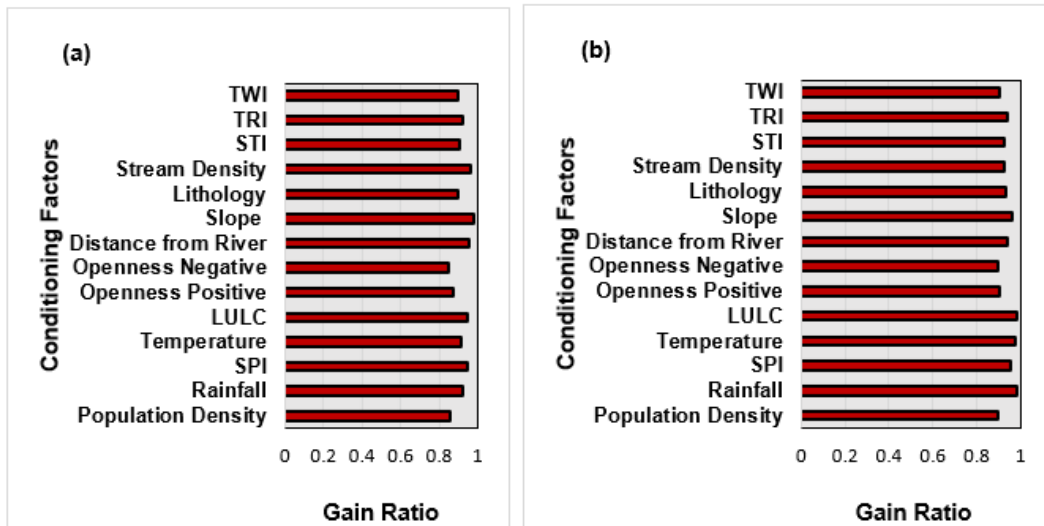 (a)
TWI
TRI
STI
Stream Density
Lithology
Slope
Distance from River
Openness Negative
Openness Positive
LULC
Temperature
SPI
Rainfall
Population Density
Conditioning Factors
0 0.2 0.4 0.6 0.8 1
Gain Ratio
(b)
TWI
TRI
STI
Stream Density
Lithology
Slope
Distance from River
Openness Negative
Openness Positive
LULC
Temperature
SPI
Rainfall
Population Density
Conditioning Factors
0 0.2 0.4 0.6 0.8 1
Gain Ratio